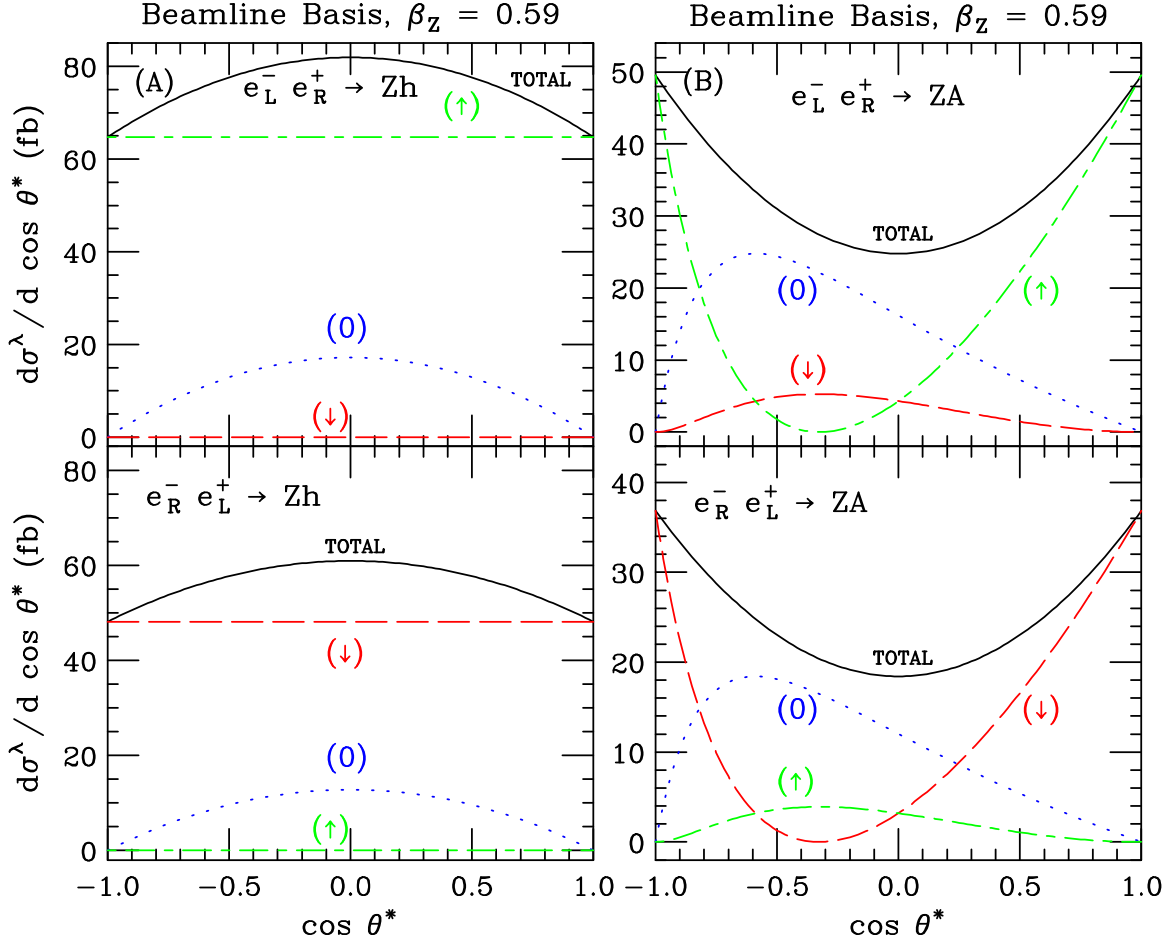 Beamline Basis, β_Z = 0.59
(A)
e_L^- e_R^+ → Zh
TOTAL
(↑)
(0)
(↓)
80
60
40
20
0
dσ^λ / d cos θ* (fb)
Beamline Basis, β_Z = 0.59
(B)
e_L^- e_R^+ → ZA
TOTAL
(0)
(↑)
(↓)
50
40
30
20
10
0
e_R^- e_L^+ → Zh
TOTAL
(↓)
(0)
(↑)
80
60
40
20
0
dσ^λ / d cos θ* (fb)
−1.0 −0.5 0.0 0.5 1.0
cos θ*
e_R^- e_L^+ → ZA
TOTAL
(0)
(↓)
(↑)
40
30
20
10
0
−1.0 −0.5 0.0 0.5 1.0
cos θ*